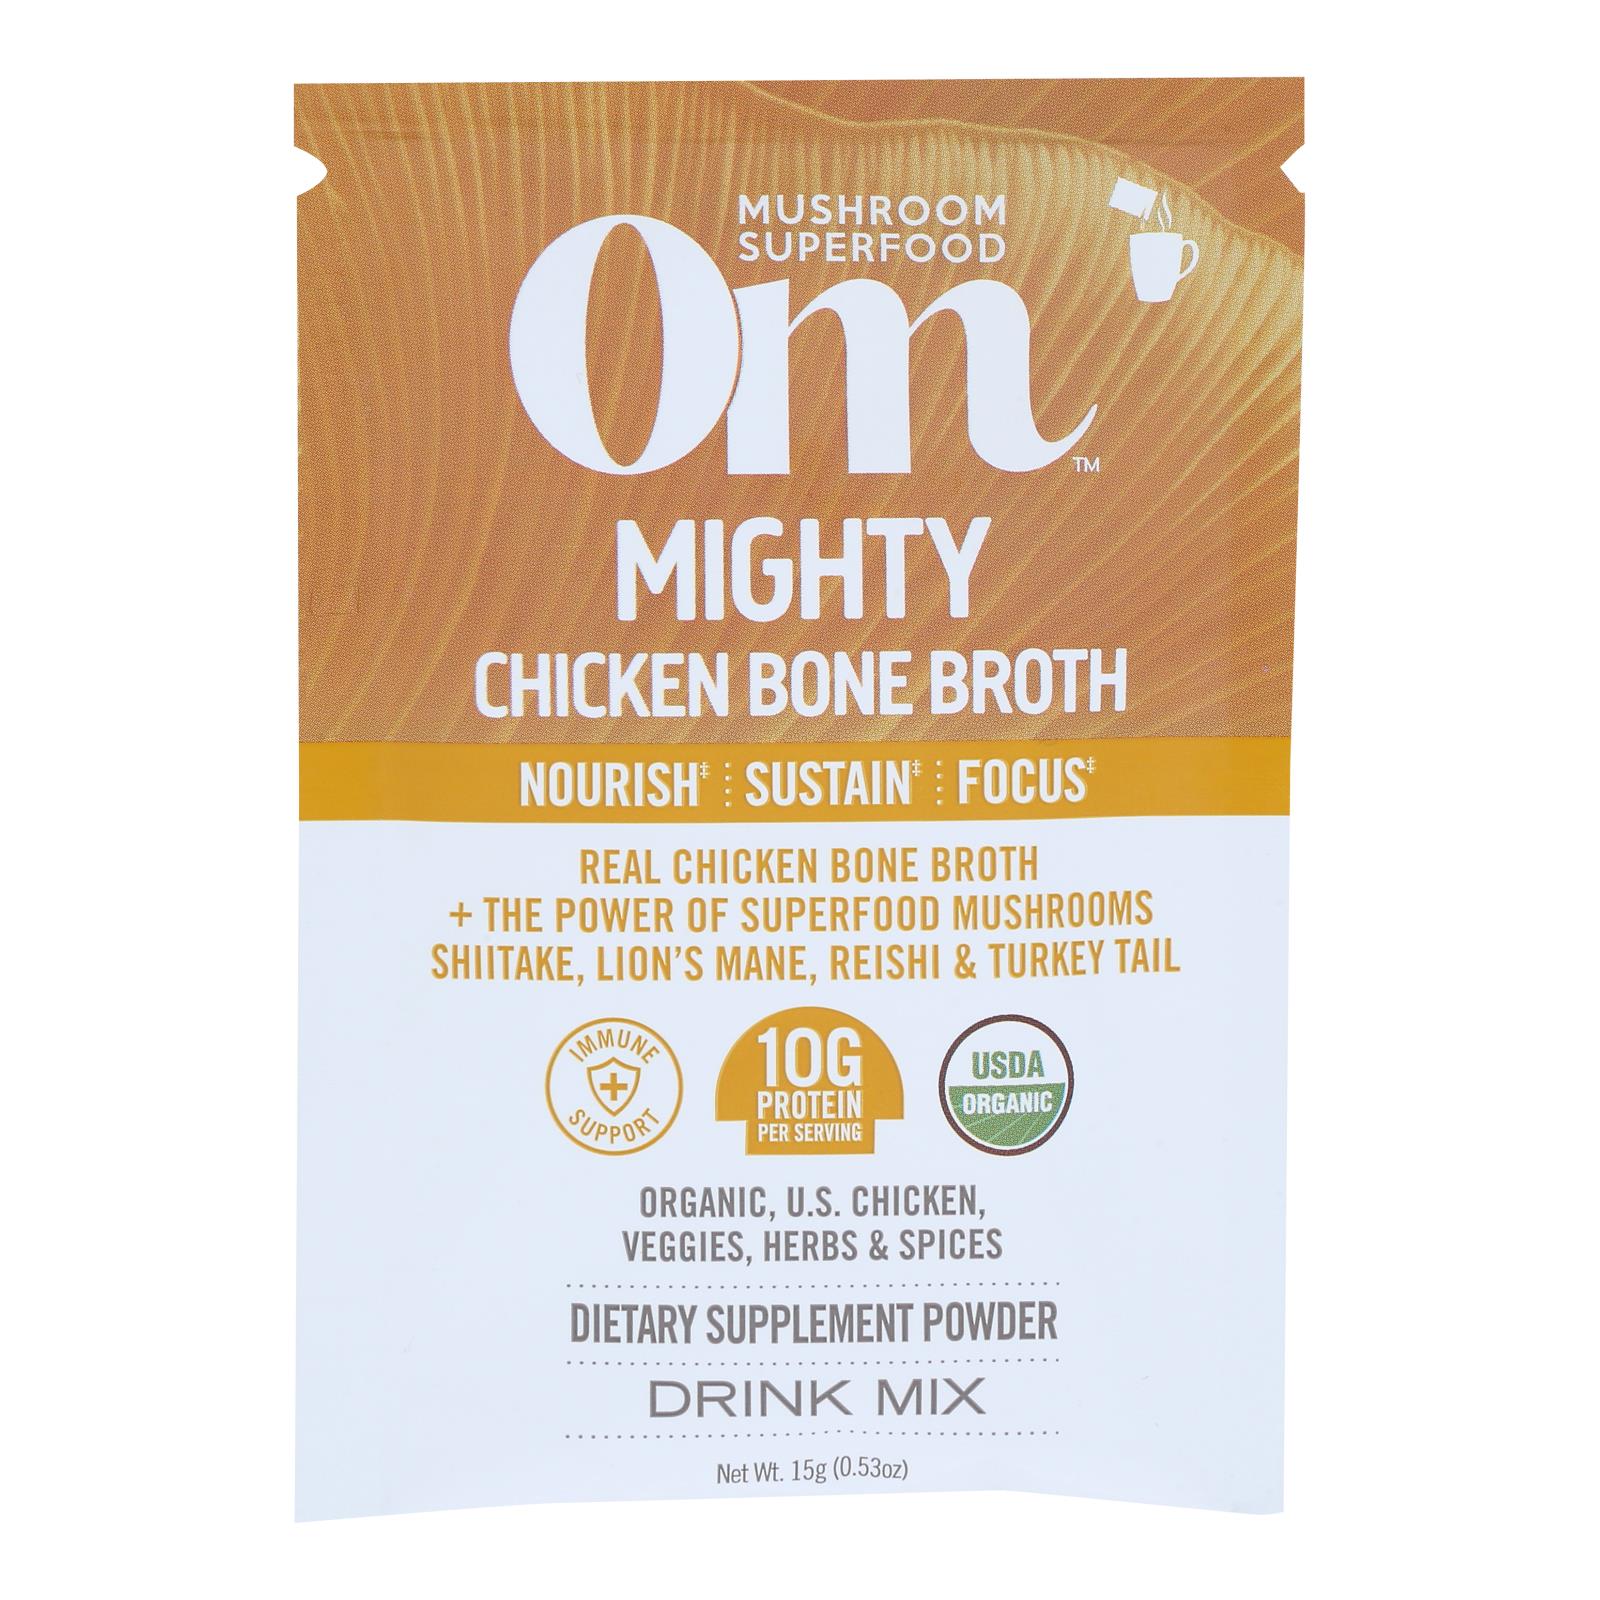 MUSHROOM
SUPERFOOD
Om™
MIGHTY
CHICKEN BONE BROTH
NOURISH‡ SUSTAIN‡ FOCUS‡
REAL CHICKEN BONE BROTH
+ THE POWER OF SUPERFOOD MUSHROOMS
SHIITAKE, LION'S MANE, REISHI & TURKEY TAIL
IMMUNE
SUPPORT
10G
PROTEIN
PER SERVING
USDA
ORGANIC
ORGANIC, U.S. CHICKEN,
VEGGIES, HERBS & SPICES
DIETARY SUPPLEMENT POWDER
DRINK MIX
Net Wt. 15g (0.53oz)